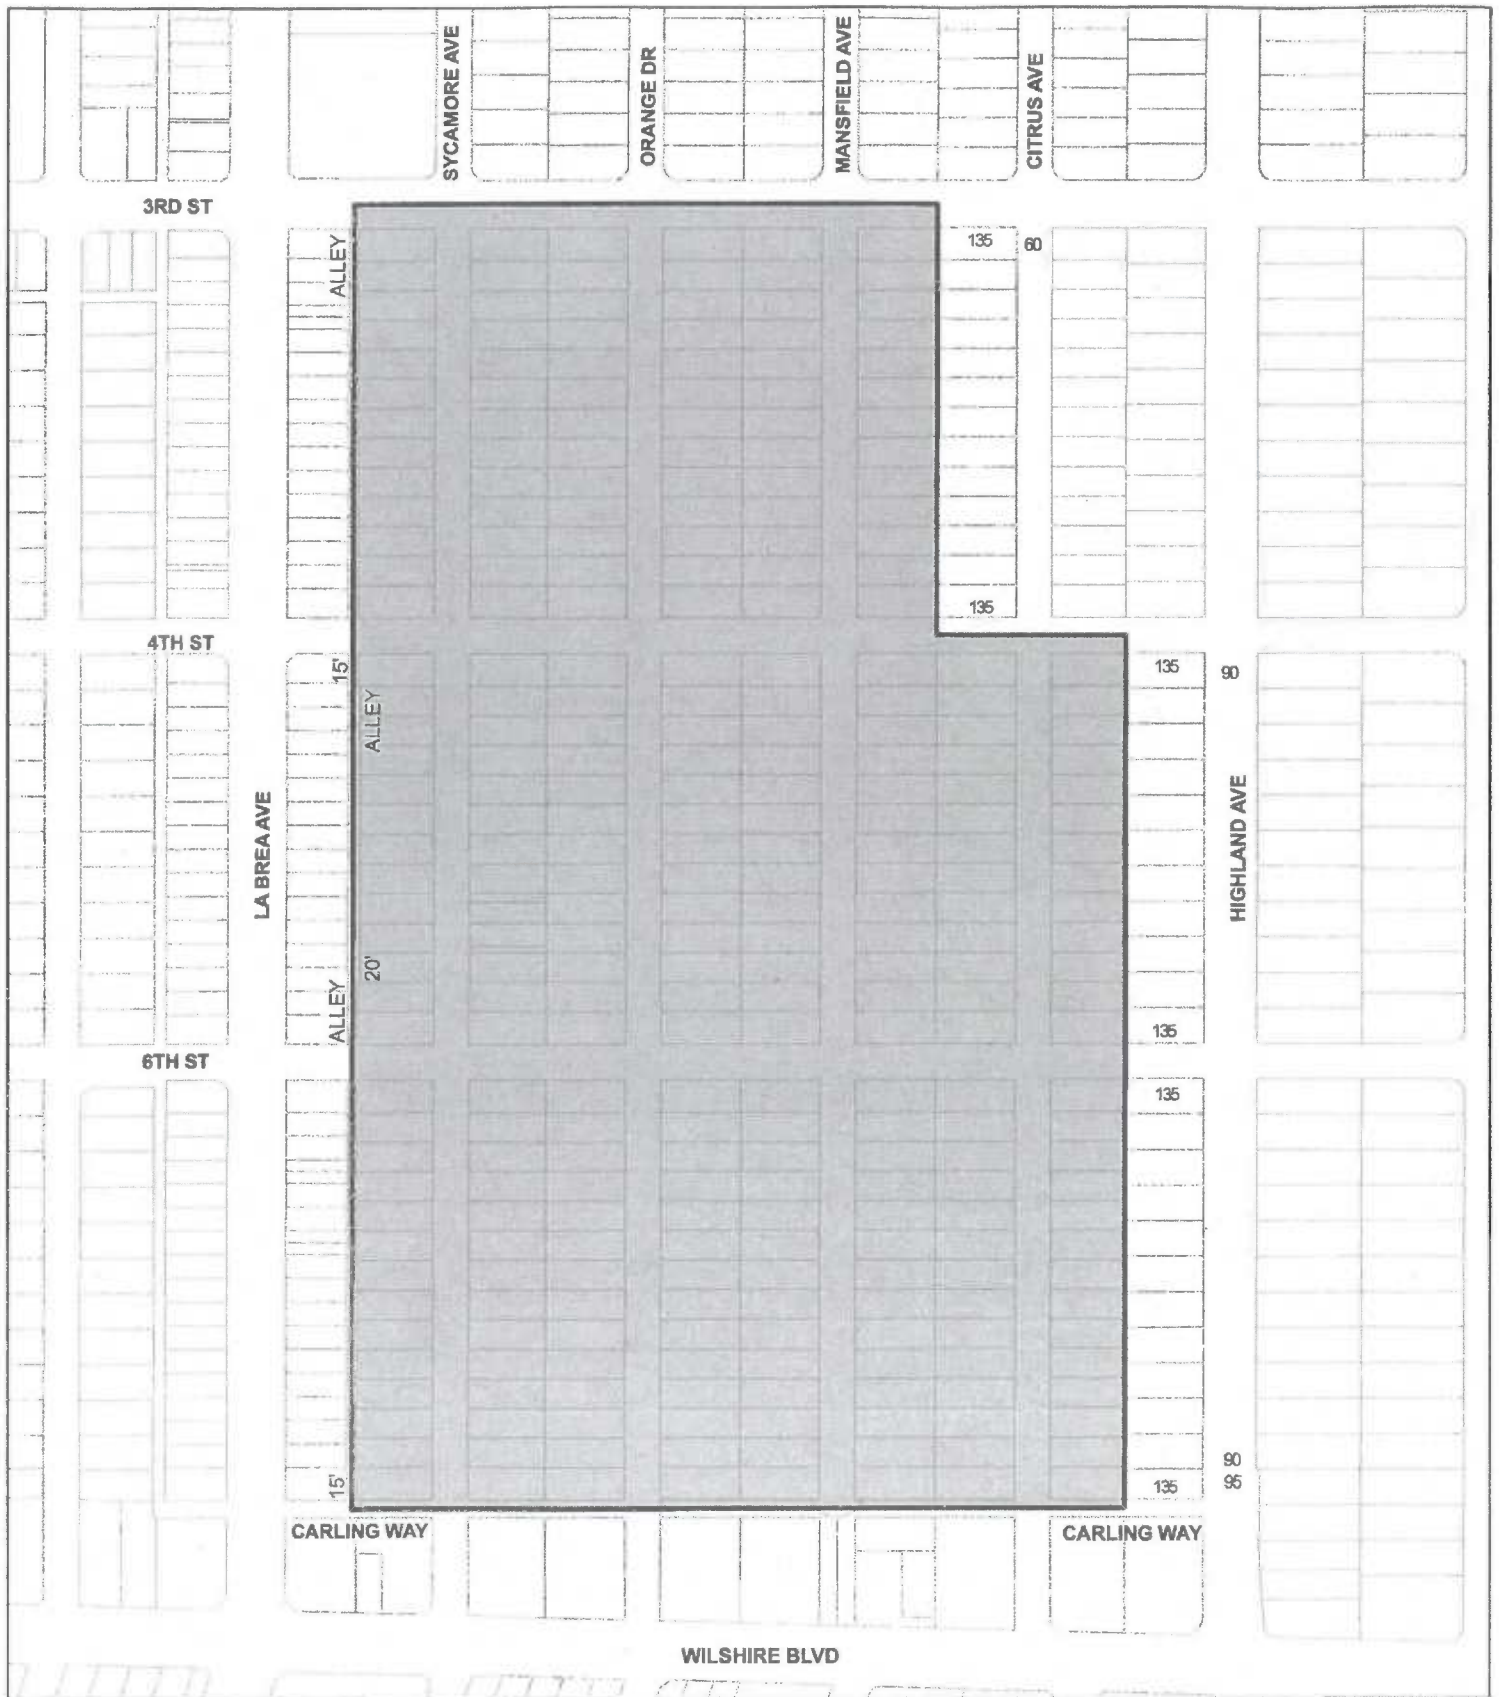 SYCAMORE AVE
ORANGE DR
MANSFIELD AVE
CITRUS AVE
3RD ST
ALLEY
135
60
135
4TH ST
15'
ALLEY
135
90
LA BREA AVE
HIGHLAND AVE
20'
ALLEY
135
6TH ST
135
15'
90
135
95
CARLING WAY
CARLING WAY
WILSHIRE BLVD